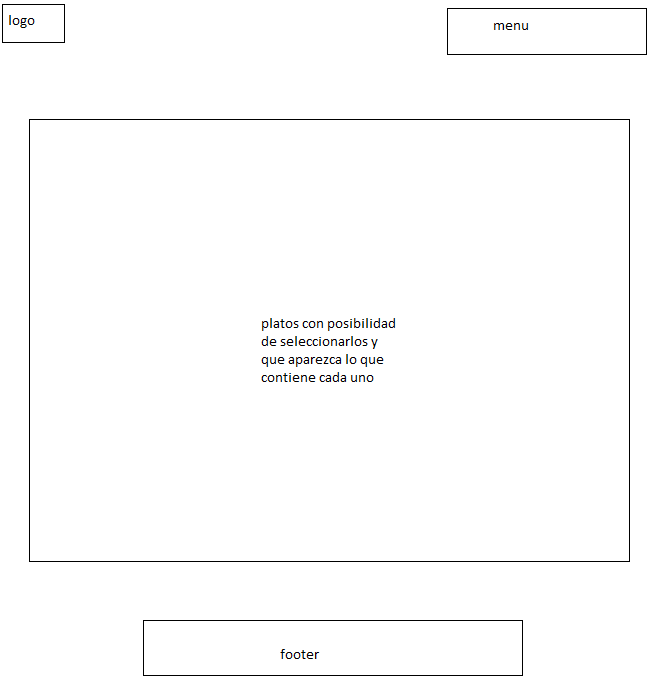 logo
menu
platos con posibilidad
de seleccionarlos y
que aparezca lo que
contiene cada uno
footer